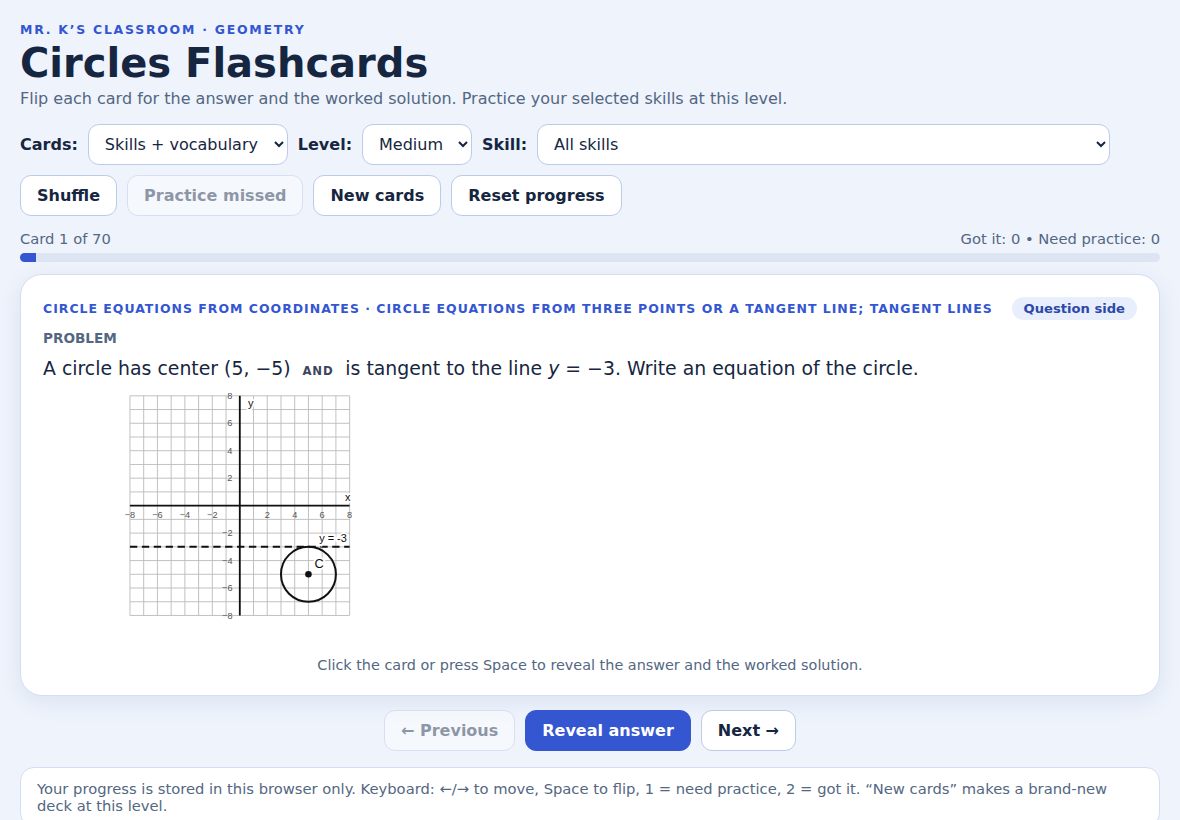 MR. K’S CLASSROOM · GEOMETRY
Circles Flashcards
Flip each card for the answer and the worked solution. Practice your selected skills at this level.
Cards: Skills + vocabulary Level: Medium Skill: All skills
Shuffle Practice missed New cards Reset progress
Card 1 of 70 Got it: 0 • Need practice: 0
CIRCLE EQUATIONS FROM COORDINATES · CIRCLE EQUATIONS FROM THREE POINTS OR A TANGENT LINE; TANGENT LINES Question side
PROBLEM
A circle has center (5, −5) AND is tangent to the line y = −3. Write an equation of the circle.
8
y
6
4
2
x
−8 −6 −4 −2 2 4 6 8
−2
y = -3
−4
C
−6
−8
Click the card or press Space to reveal the answer and the worked solution.
← Previous Reveal answer Next →
Your progress is stored in this browser only. Keyboard: ←/→ to move, Space to flip, 1 = need practice, 2 = got it. “New cards” makes a brand-new
deck at this level.